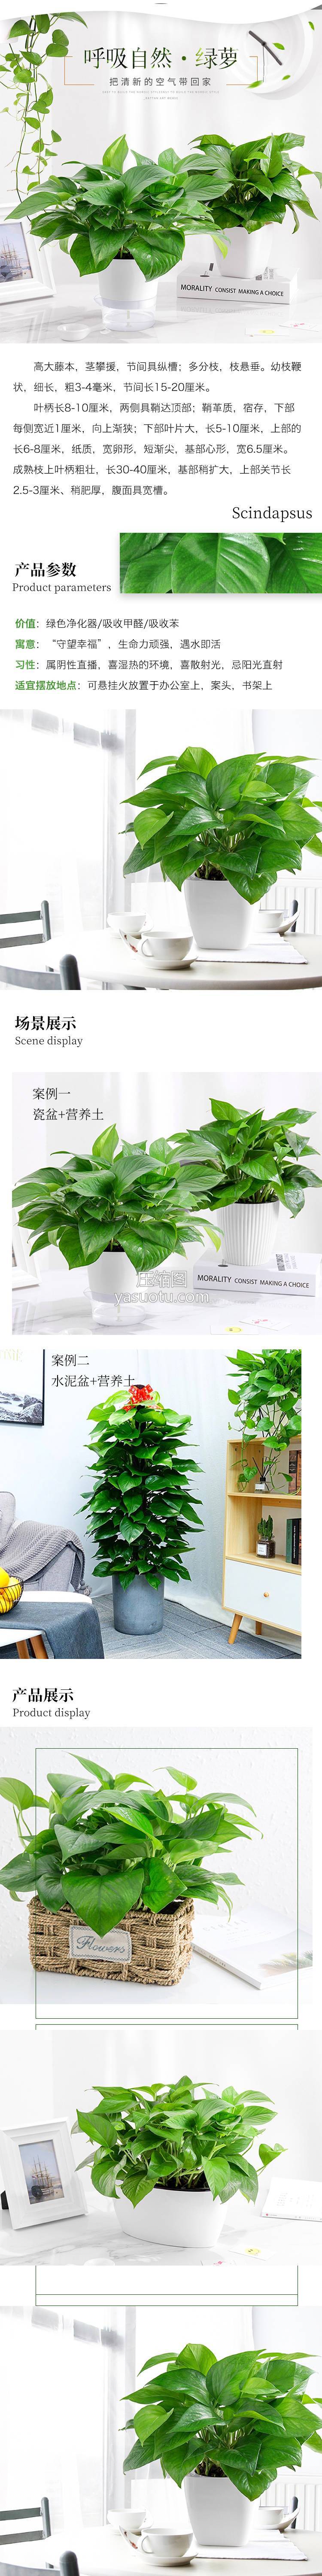 呼吸自然·绿萝
把清新的空气带回家
MORALITY CONSIST MAKING A CHOICE
高大藤本，茎攀援，节间具纵槽；多分枝，枝悬垂。幼枝鞭
状，细长，粗3-4毫米，节间长15-20厘米。
叶柄长8-10厘米，两侧具鞘达顶部；鞘革质，宿存，下部
每侧宽近1厘米，向上渐狭；下部叶片大，长5-10厘米，上部的
长6-8厘米，纸质，宽卵形，短渐尖，基部心形，宽6.5厘米。
成熟枝上叶柄粗壮，长30-40厘米，基部稍扩大，上部关节长
2.5-3厘米、稍肥厚，腹面具宽槽。
Scindapsus
产品参数
Product parameters
价值：绿色净化器/吸收甲醛/吸收苯
寓意：“守望幸福”，生命力顽强，遇水即活
习性：属阴性直播，喜湿热的环境，喜散射光，忌阳光直射
适宜摆放地点：可悬挂火放置于办公室上，案头，书架上
场景展示
Scene display
案例一
瓷盆+营养土
压缩图
yasuotu.com
MORALITY CONSIST MAKING A CHOICE
案例二
水泥盆+营养土
产品展示
Product display
Flowers